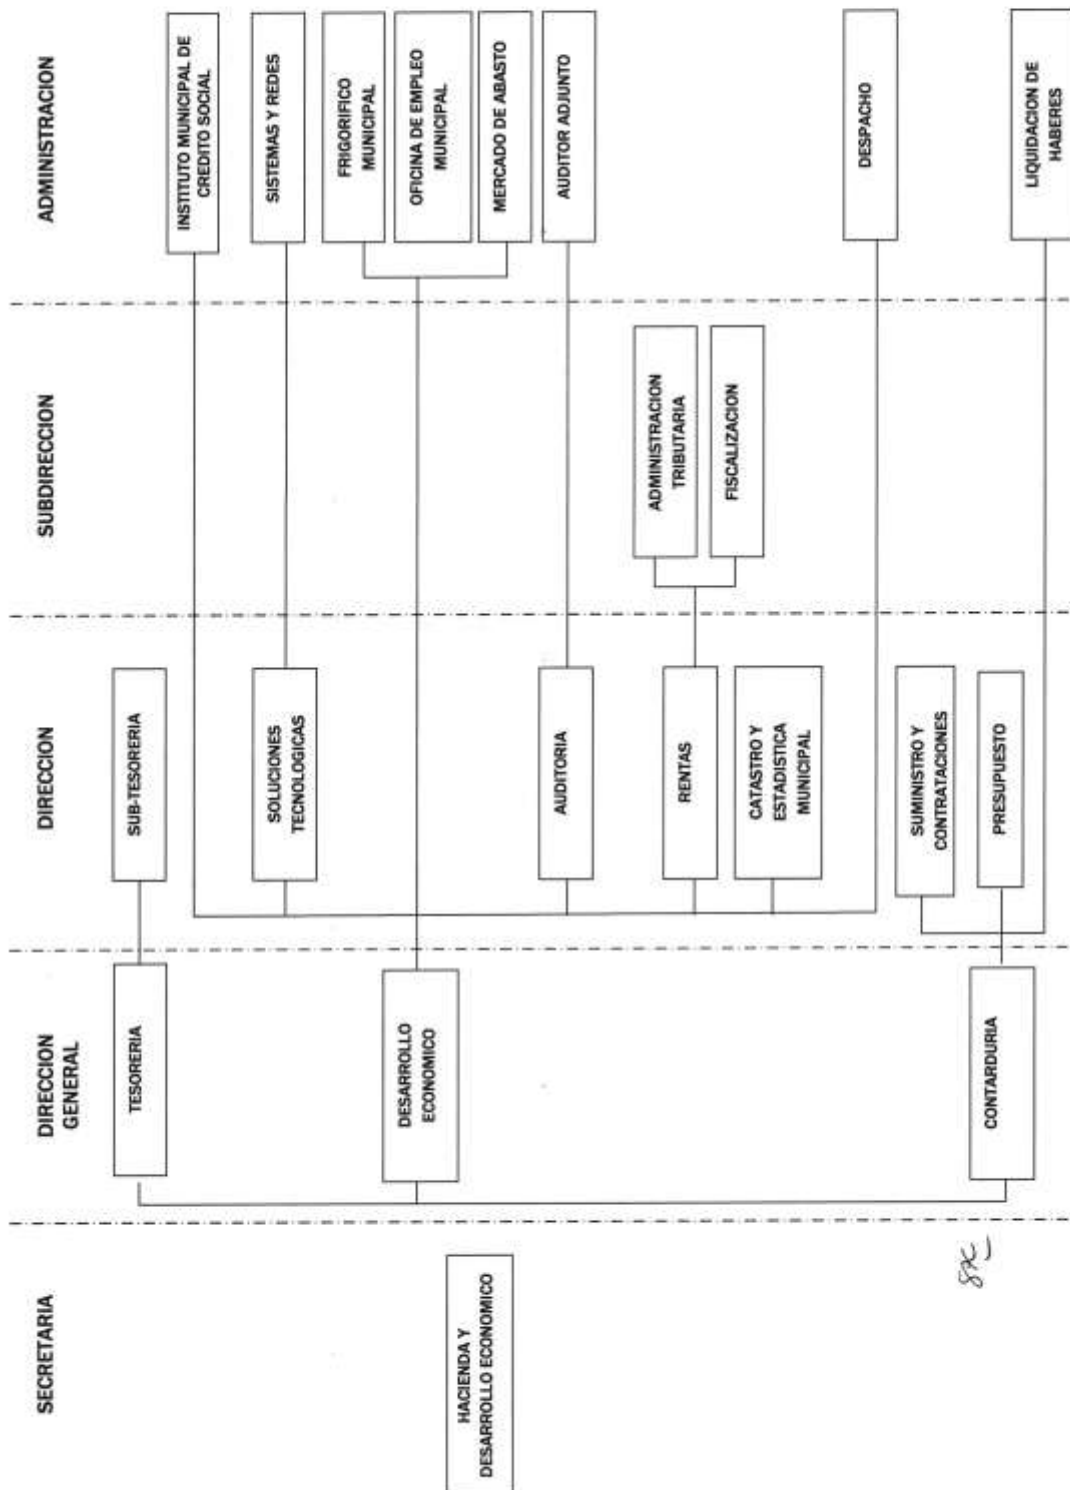 SECRETARIA
DIRECCION
GENERAL
DIRECCION
SUBDIRECCION
ADMINISTRACION
HACIENDA Y
DESARROLLO ECONOMICO
TESORERIA
DESARROLLO
ECONOMICO
CONTARDURIA
SUB-TESORERIA
SOLUCIONES
TECNOLOGICAS
AUDITORIA
RENTAS
CATASTRO Y
ESTADISTICA
MUNICIPAL
SUMINISTRO Y
CONTRATACIONES
PRESUPUESTO
ADMINISTRACION
TRIBUTARIA
FISCALIZACION
INSTITUTO MUNICIPAL DE
CREDITO SOCIAL
SISTEMAS Y REDES
FRIGORIFICO
MUNICIPAL
OFICINA DE EMPLEO
MUNICIPAL
MERCADO DE ABASTO
AUDITOR ADJUNTO
DESPACHO
LIQUIDACION DE
HABERES